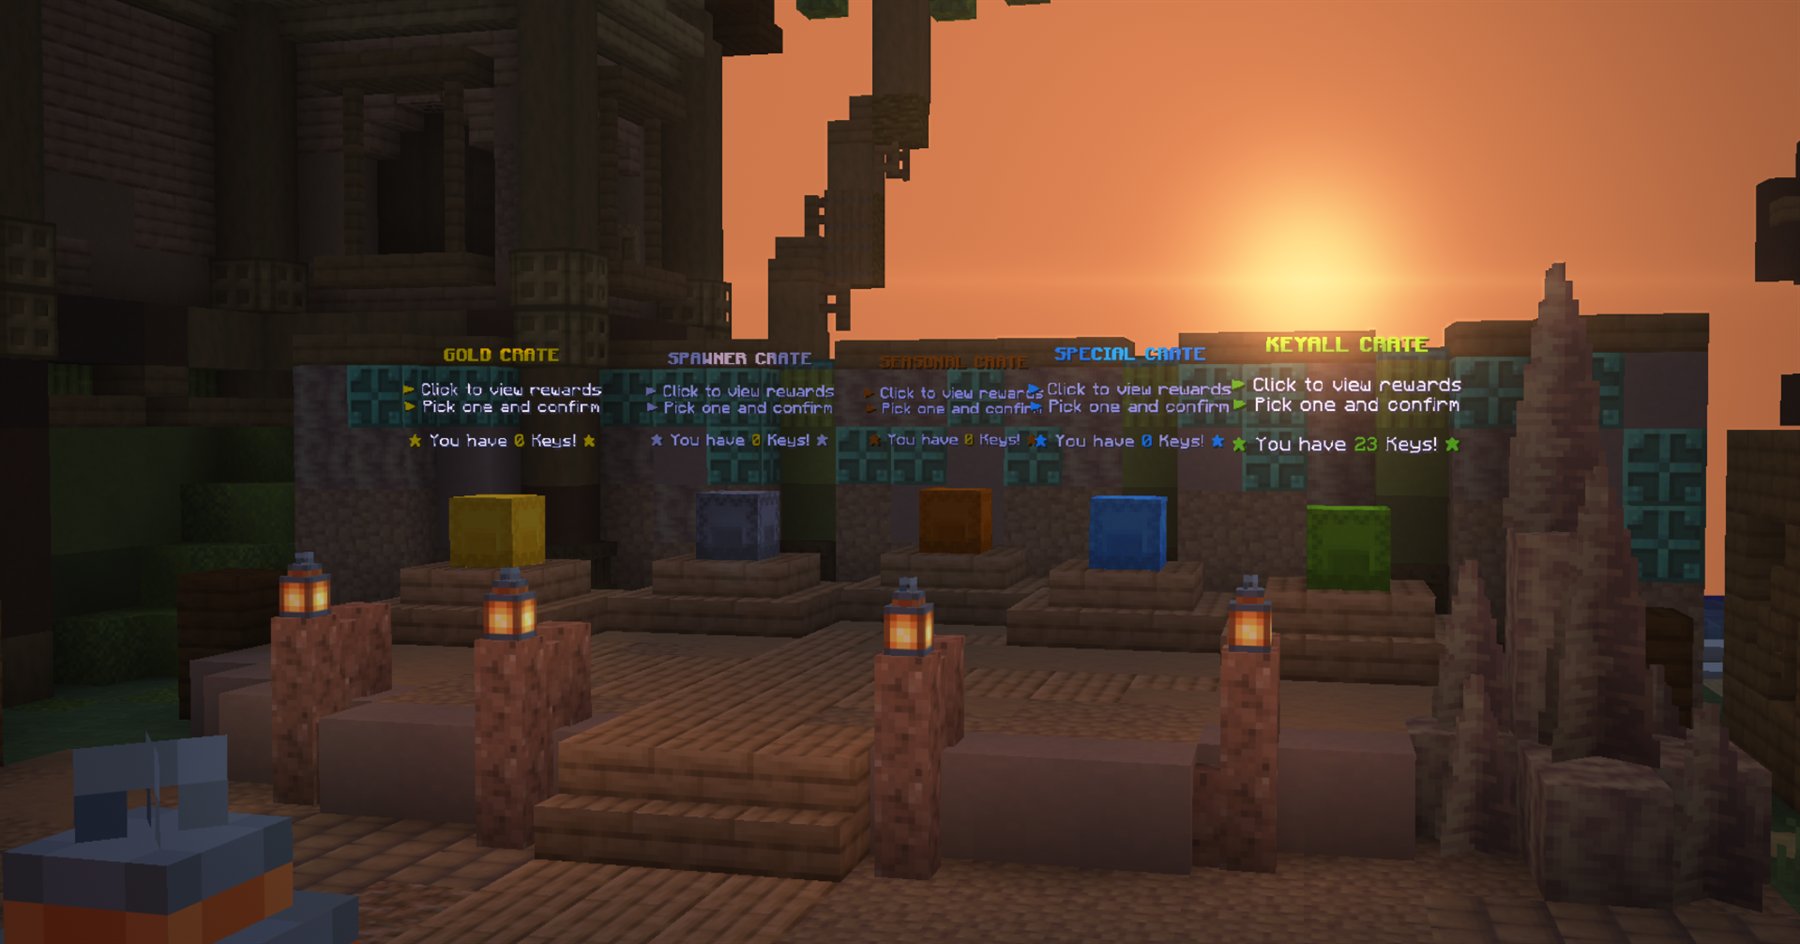 GOLD CRATE
Click to view rewards
Pick one and confirm
You have 0 Keys!
SPAWNER CRATE
Click to view rewards
Pick one and confirm
You have 0 Keys!
SEASONAL CRATE
Click to view rewards
Pick one and confirm
You have 0 Keys!
SPECIAL CRATE
Click to view rewards
Pick one and confirm
You have 0 Keys!
KEYALL CRATE
Click to view rewards
Pick one and confirm
You have 23 Keys!